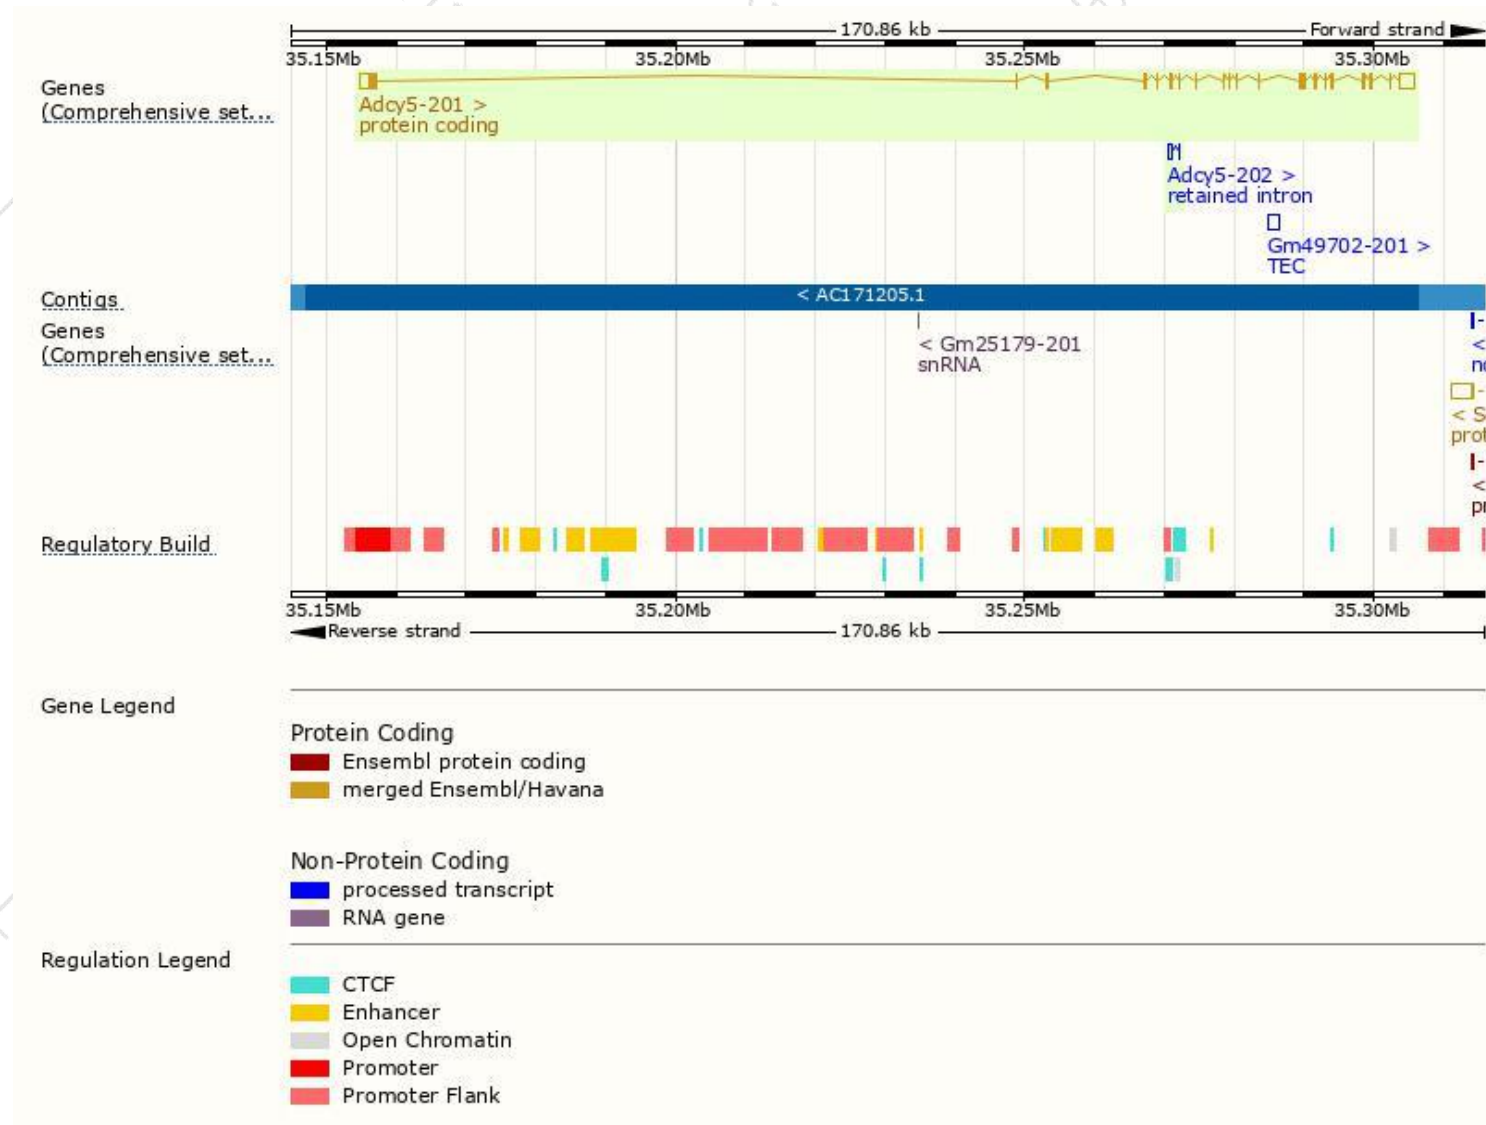 170.86 kb
Forward strand
35.15Mb 35.20Mb 35.25Mb 35.30Mb
Genes
(Comprehensive set...
Adcy5-201 >
protein coding
Adcy5-202 >
retained intron
Gm49702-201 >
TEC
Contigs
< AC171205.1
Genes
(Comprehensive set...
< Gm25179-201
snRNA
<
n
< S
prot
<
pr
Regulatory Build
35.15Mb 35.20Mb 35.25Mb 35.30Mb
Reverse strand
170.86 kb
Gene Legend
Protein Coding
Ensembl protein coding
merged Ensembl/Havana
Non-Protein Coding
processed transcript
RNA gene
Regulation Legend
CTCF
Enhancer
Open Chromatin
Promoter
Promoter Flank